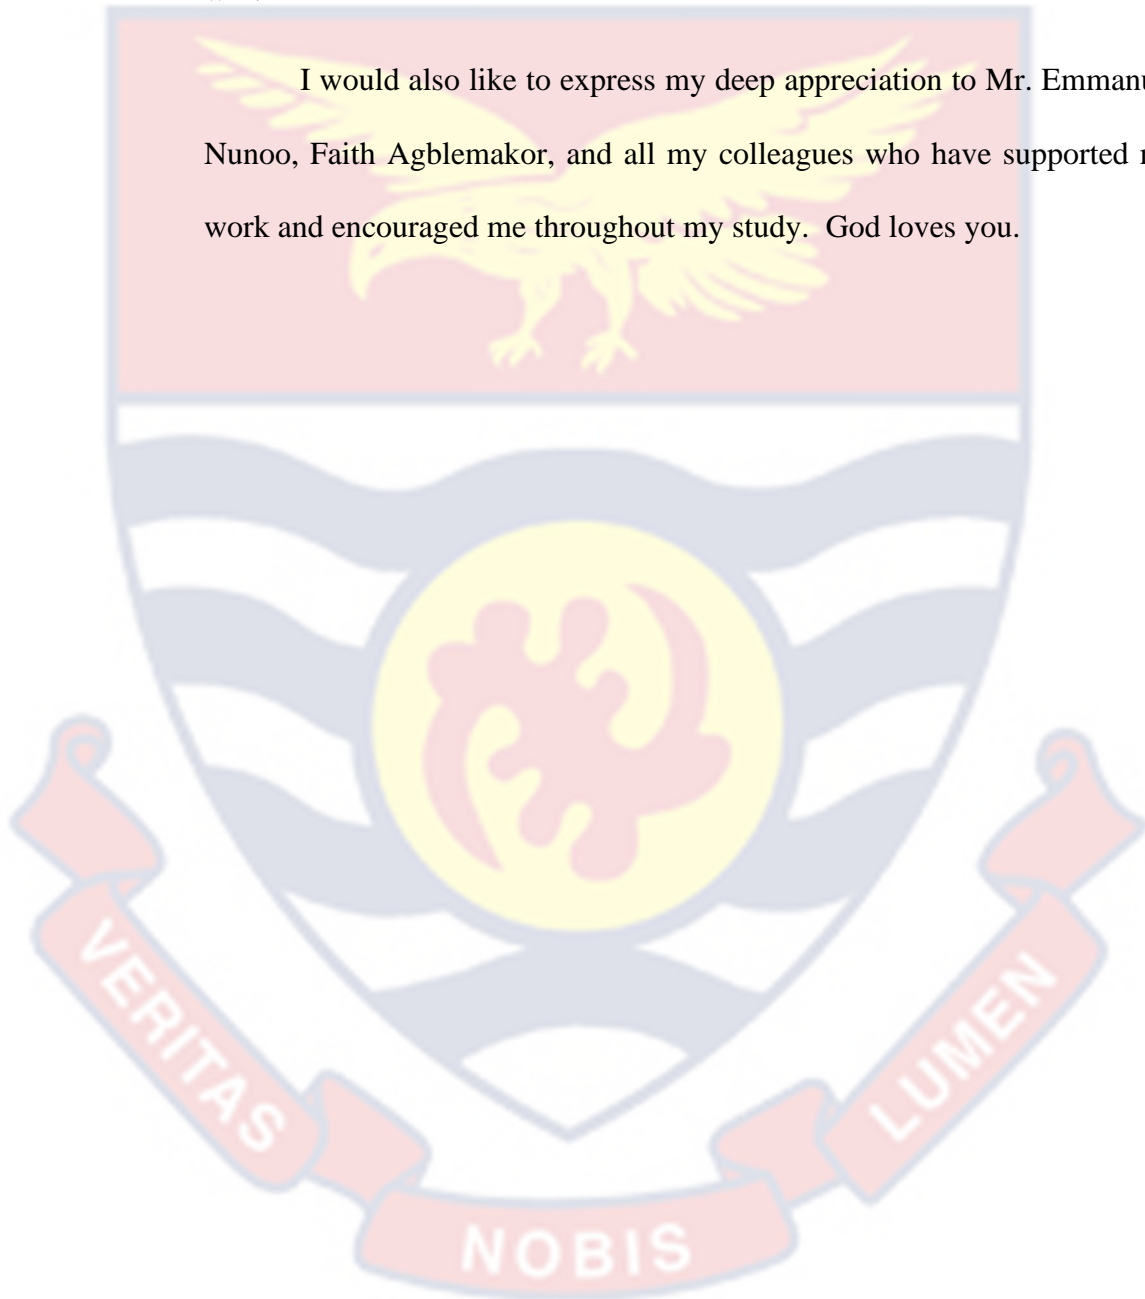 I would also like to express my deep appreciation to Mr. Emmanu
Nunoo, Faith Agblemakor, and all my colleagues who have supported
work and encouraged me throughout my study. God loves you.
VERITAS
NOBIS
LUMEN